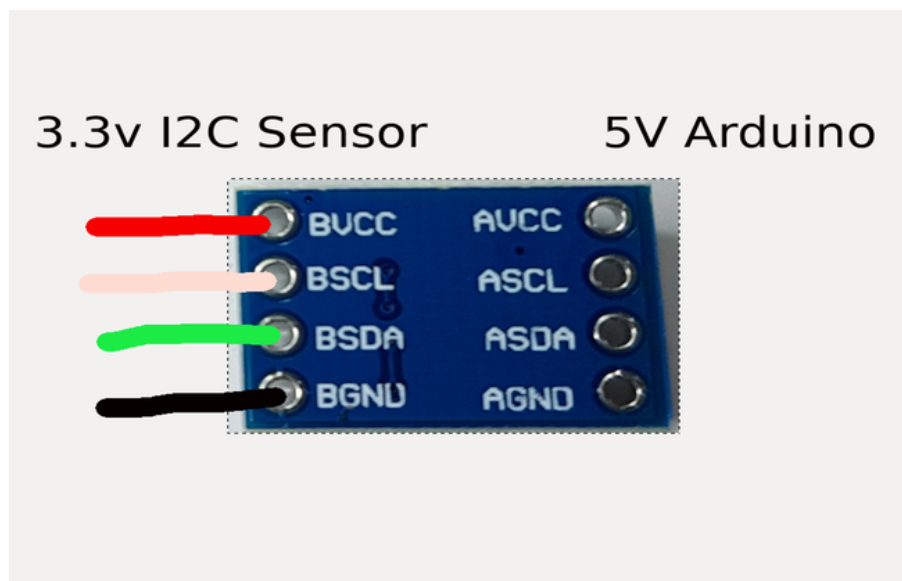 3.3v I2C Sensor 5V Arduino
BVCC AVCC
BSCL ASCL
BSDA ASDA
BGND AGND